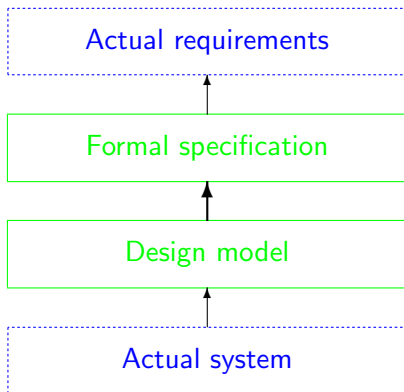 Actual requirements
Formal specification
Design model
Actual system